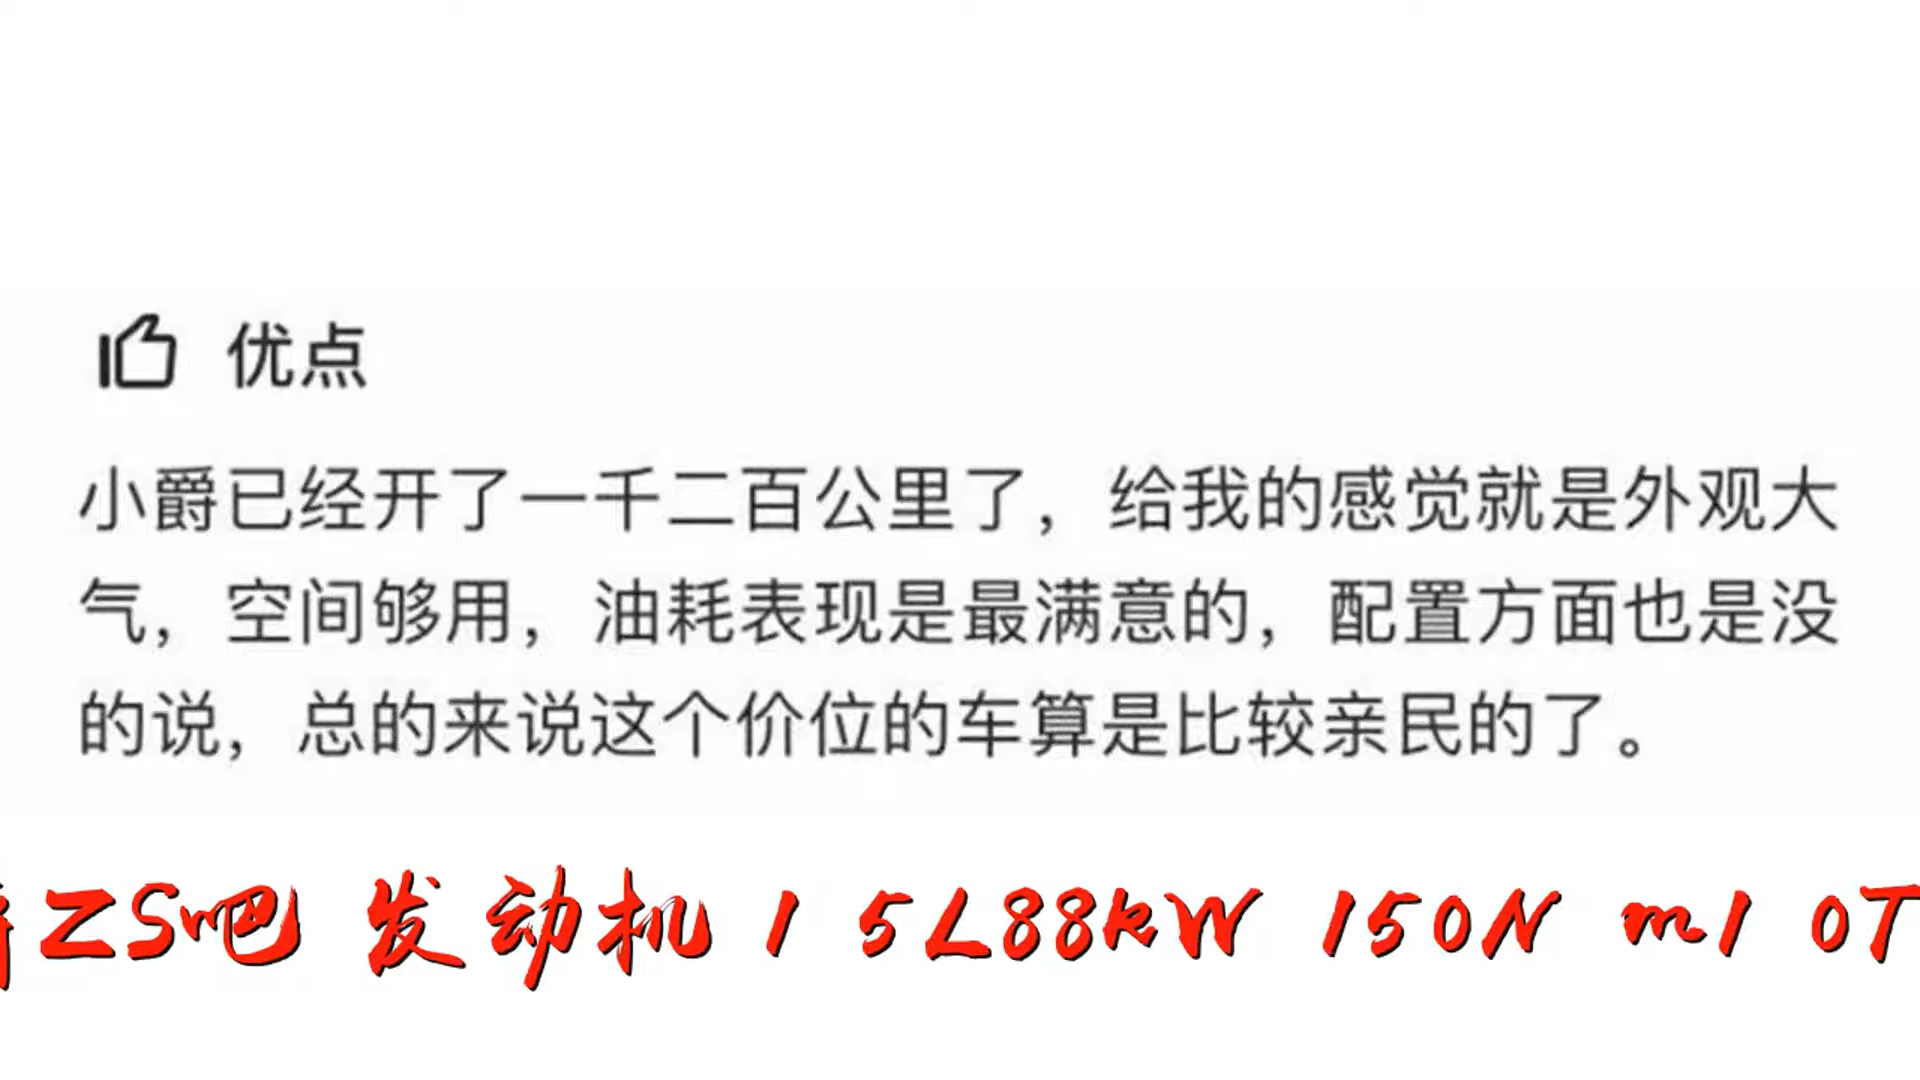 优点
小爵已经开了一千二百公里了，给我的感觉就是外观大
气，空间够用，油耗表现是最满意的，配置方面也是没
的说，总的来说这个价位的车算是比较亲民的了。
ZS吧 发动机 1 5L88kW 150N m1 0T